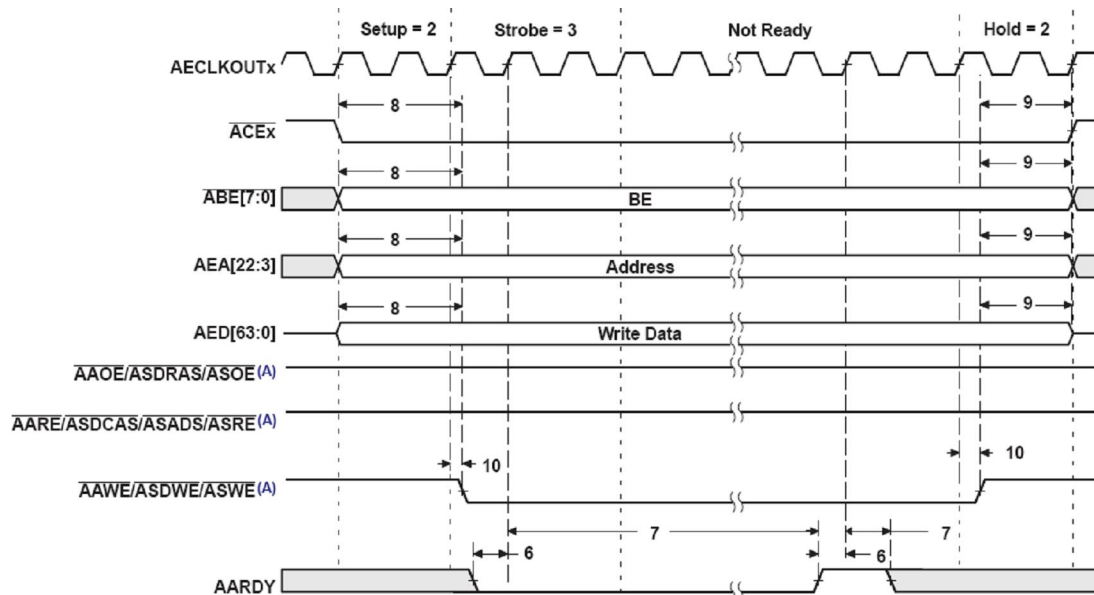 Setup = 2 Strobe = 3 Not Ready Hold = 2
AECLKOUTx
8 9
ACEx
8 9
ABE[7:0] BE
8 9
AEA[22:3] Address
8 9
AED[63:0] Write Data
AAOE/ASDRAS/ASOE(A)
AARE/ASDCAS/ASADS/ASRE(A)
10 10
AAWE/ASDWE/ASWE(A)
7 7
6 6
AARDY